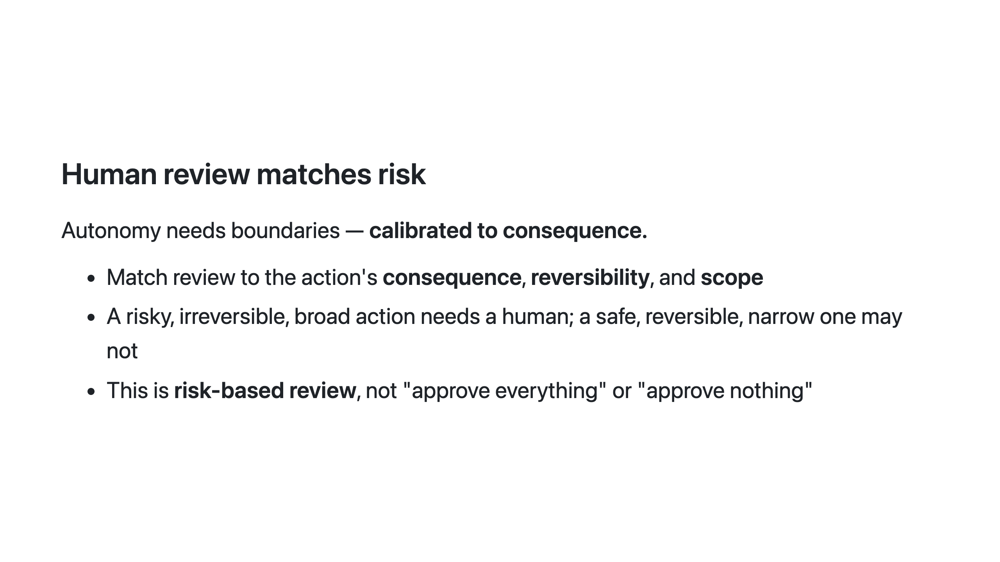 Human review matches risk
Autonomy needs boundaries — calibrated to consequence.
• Match review to the action's consequence, reversibility, and scope
• A risky, irreversible, broad action needs a human; a safe, reversible, narrow one may
not
• This is risk-based review, not "approve everything" or "approve nothing"